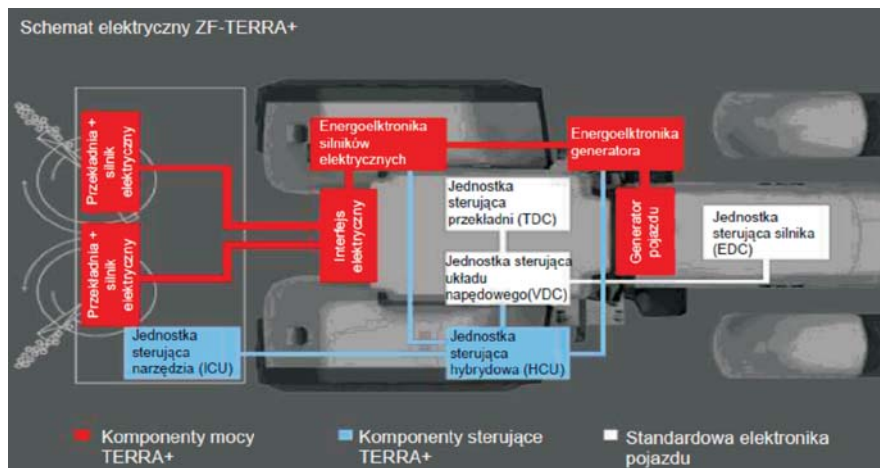 Schemat elektryczny ZF-TERRA+
Przekładnia +
silnik
elektryczny
Przekładnia +
silnik
elektryczny
Energoelktronika
silników
elektrycznych
Energoelktronika
generatora
Interfejs
elektryczny
Jednostka
sterująca
przekładni (TDC)
Generator
pojazdu
Jednostka
sterująca silnika
(EDC)
Jednostka sterująca
układu
napędowego(VDC)
Jednostka
sterująca
narzędzia (ICU)
Jednostka
sterująca
hybrydowa (HCU)
Komponenty mocy
TERRA+
Komponenty sterujące
TERRA+
Standardowa elektronika
pojazdu